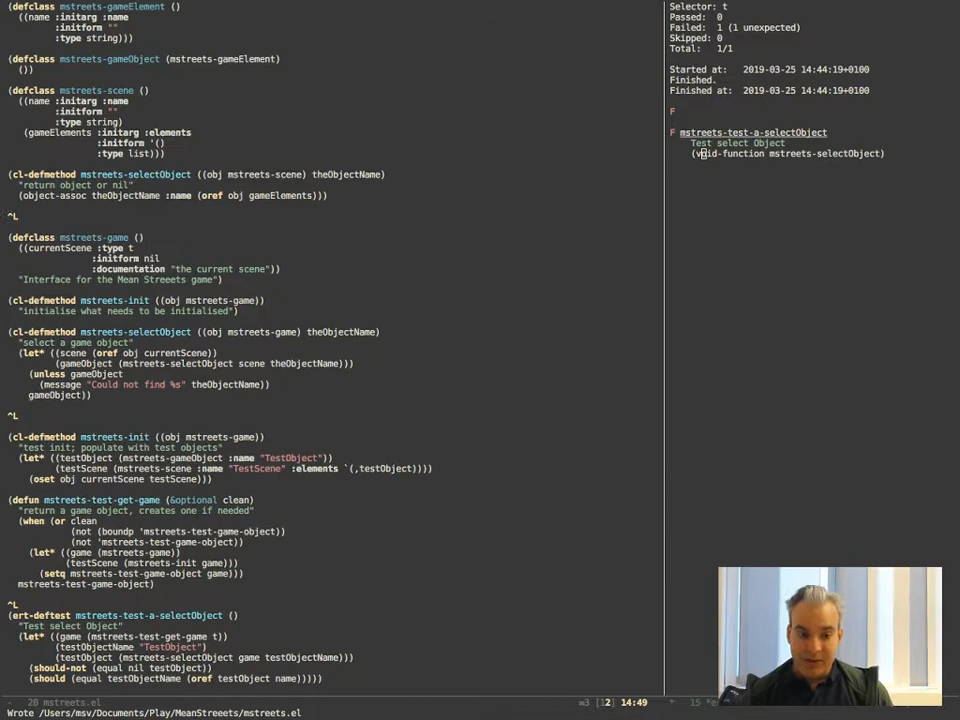 (defclass mstreets-gameElement ()
  ((name :initarg :name
         :initform ""
         :type string)))
(defclass mstreets-gameObject (mstreets-gameElement)
  ())
(defclass mstreets-scene ()
  ((name :initarg :name
         :initform ""
         :type string)
   (gameElements :initarg :elements
                 :initform '()
                 :type list)))
(cl-defmethod mstreets-selectObject ((obj mstreets-scene) theObjectName)
  "return object or nil"
  (object-assoc theObjectName :name (oref obj gameElements)))
^L
(defclass mstreets-game ()
  ((currentScene :type t
                :initform nil
                :documentation "the current scene"))
  "Interface for the Mean Streeets game")
(cl-defmethod mstreets-init ((obj mstreets-game))
  "initialise what needs to be initialised")
(cl-defmethod mstreets-selectObject ((obj mstreets-game) theObjectName)
  "select a game object"
  (let* ((scene (oref obj currentScene))
         (gameObject (mstreets-selectObject scene theObjectName)))
    (unless gameObject
      (message "Could not find %s" theObjectName))
    gameObject))
^L
(cl-defmethod mstreets-init ((obj mstreets-game))
  "test init; populate with test objects"
  (let* ((testObject (mstreets-gameObject :name "TestObject"))
         (testScene (mstreets-scene :name "TestScene" :elements `(,testObject))))
    (oset obj currentScene testScene)))
(defun mstreets-test-get-game (&optional clean)
  "return a game object, creates one if needed"
  (when (or clean
            (not (boundp 'mstreets-test-game-object))
            (not 'mstreets-test-game-object))
    (let* ((game (mstreets-game))
           (testScene (mstreets-init game)))
      (setq mstreets-test-game-object game)))
  mstreets-test-game-object)
^L
(ert-deftest mstreets-test-a-selectObject ()
  "Test select Object"
  (let* ((game (mstreets-test-get-game t))
         (testObjectName "TestObject")
         (testObject (mstreets-selectObject game testObjectName)))
    (should-not (equal nil testObject))
    (should (equal testObjectName (oref testObject name)))))
- 20 mstreets.el
≡3 [12] 14:49
* 15 *e
Wrote /Users/msv/Documents/Play/MeanStreeets/mstreets.el
Selector: t
Passed:  0
Failed:  1 (1 unexpected)
Skipped: 0
Total:   1/1
Started at:   2019-03-25 14:44:19+0100
Finished.
Finished at:  2019-03-25 14:44:19+0100
F
F mstreets-test-a-selectObject
    Test select Object
    (void-function mstreets-selectObject)